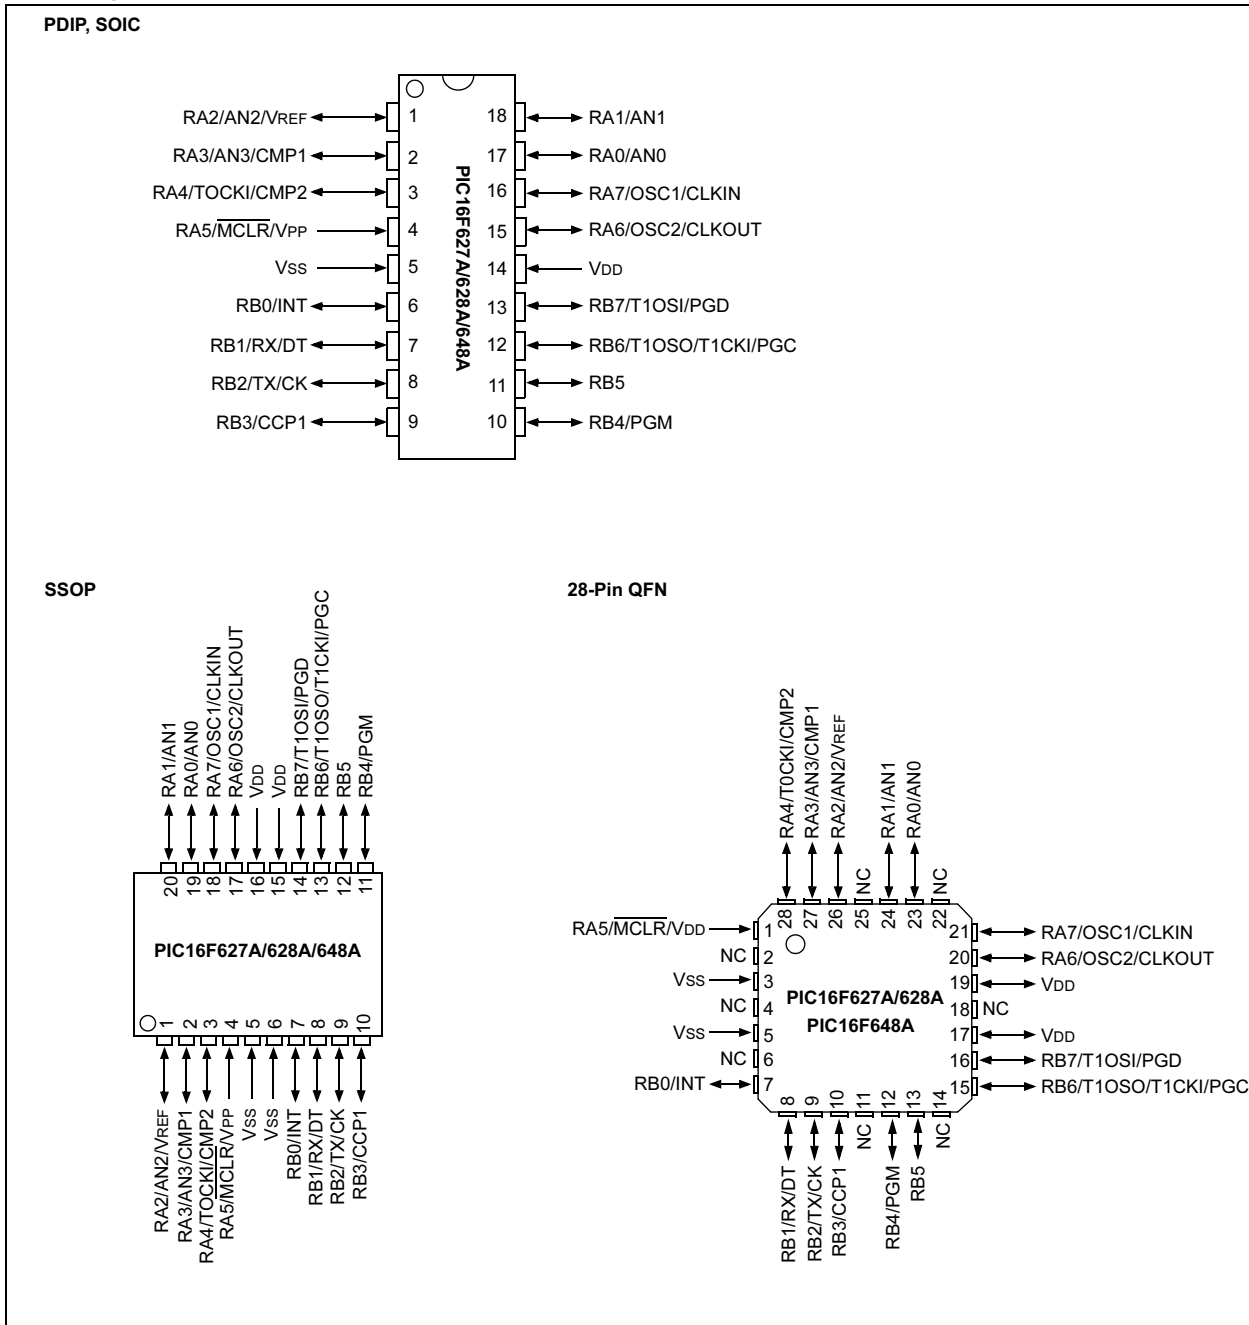 PDIP, SOIC
RA2/AN2/VREF
RA3/AN3/CMP1
RA4/TOCKI/CMP2
RA5/MCLR/VPP
VSS
RB0/INT
RB1/RX/DT
RB2/TX/CK
RB3/CCP1
1
2
3
4
5
6
7
8
9
PIC16F627A/628A/648A
18
17
16
15
14
13
12
11
10
RA1/AN1
RA0/AN0
RA7/OSC1/CLKIN
RA6/OSC2/CLKOUT
VDD
RB7/T1OSI/PGD
RB6/T1OSO/T1CKI/PGC
RB5
RB4/PGM
SSOP
RA1/AN1
RA0/AN0
RA7/OSC1/CLKIN
RA6/OSC2/CLKOUT
VDD
VDD
RB7/T1OSI/PGD
RB6/T1OSO/T1CKI/PGC
RB5
RB4/PGM
20
19
18
17
16
15
14
13
12
11
PIC16F627A/628A/648A
1
2
3
4
5
6
7
8
9
10
RA2/AN2/VREF
RA3/AN3/CMP1
RA4/TOCKI/CMP2
RA5/MCLR/VPP
VSS
VSS
RB0/INT
RB1/RX/DT
RB2/TX/CK
RB3/CCP1
28-Pin QFN
RA4/T0CKI/CMP2
RA3/AN3/CMP1
RA2/AN2/VREF
NC
RA1/AN1
RA0/AN0
NC
28
27
26
25
24
23
22
RA5/MCLR/VDD
NC
VSS
NC
VSS
NC
RB0/INT
1
2
3
4
5
6
7
PIC16F627A/628A
PIC16F648A
21
20
19
18
17
16
15
RA7/OSC1/CLKIN
RA6/OSC2/CLKOUT
VDD
NC
VDD
RB7/T1OSI/PGD
RB6/T1OSO/T1CKI/PGC
8
9
10
11
12
13
14
RB1/RX/DT
RB2/TX/CK
RB3/CCP1
NC
RB4/PGM
RB5
NC